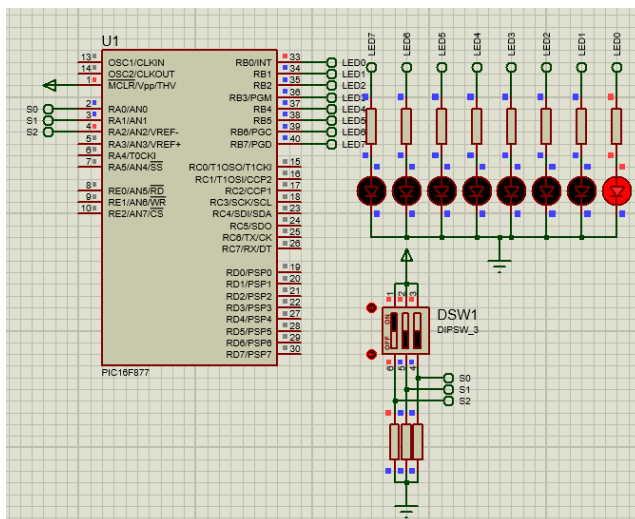 U1
13 OSC1/CLKIN RB0/INT 33 LED0
14 OSC2/CLKOUT RB1 34 LED1
1 MCLR/Vpp/THV RB2 35 LED2
RB3/PGM 36 LED3
S0 2 RA0/AN0 RB4 37 LED4
S1 3 RA1/AN1 RB5 38 LED5
S2 4 RA2/AN2/VREF- RB6/PGC 39 LED6
5 RA3/AN3/VREF+ RB7/PGD 40 LED7
6 RA4/T0CKI
7 RA5/AN4/SS RC0/T1OSO/T1CKI 15
RC1/T1OSI/CCP2 16
8 RE0/AN5/RD RC2/CCP1 17
9 RE1/AN6/WR RC3/SCK/SCL 18
10 RE2/AN7/CS RC4/SDI/SDA 23
RC5/SDO 24
RC6/TX/CK 25
RC7/RX/DT 26
RD0/PSP0 19
RD1/PSP1 20
RD2/PSP2 21
RD3/PSP3 22
RD4/PSP4 27
RD5/PSP5 28
RD6/PSP6 29
RD7/PSP7 30
PIC16F877
LED7 LED6 LED5 LED4 LED3 LED2 LED1 LED0
1 2 3
DSW1
DIPSW_3
ON
OFF
6 5 4
S0
S1
S2